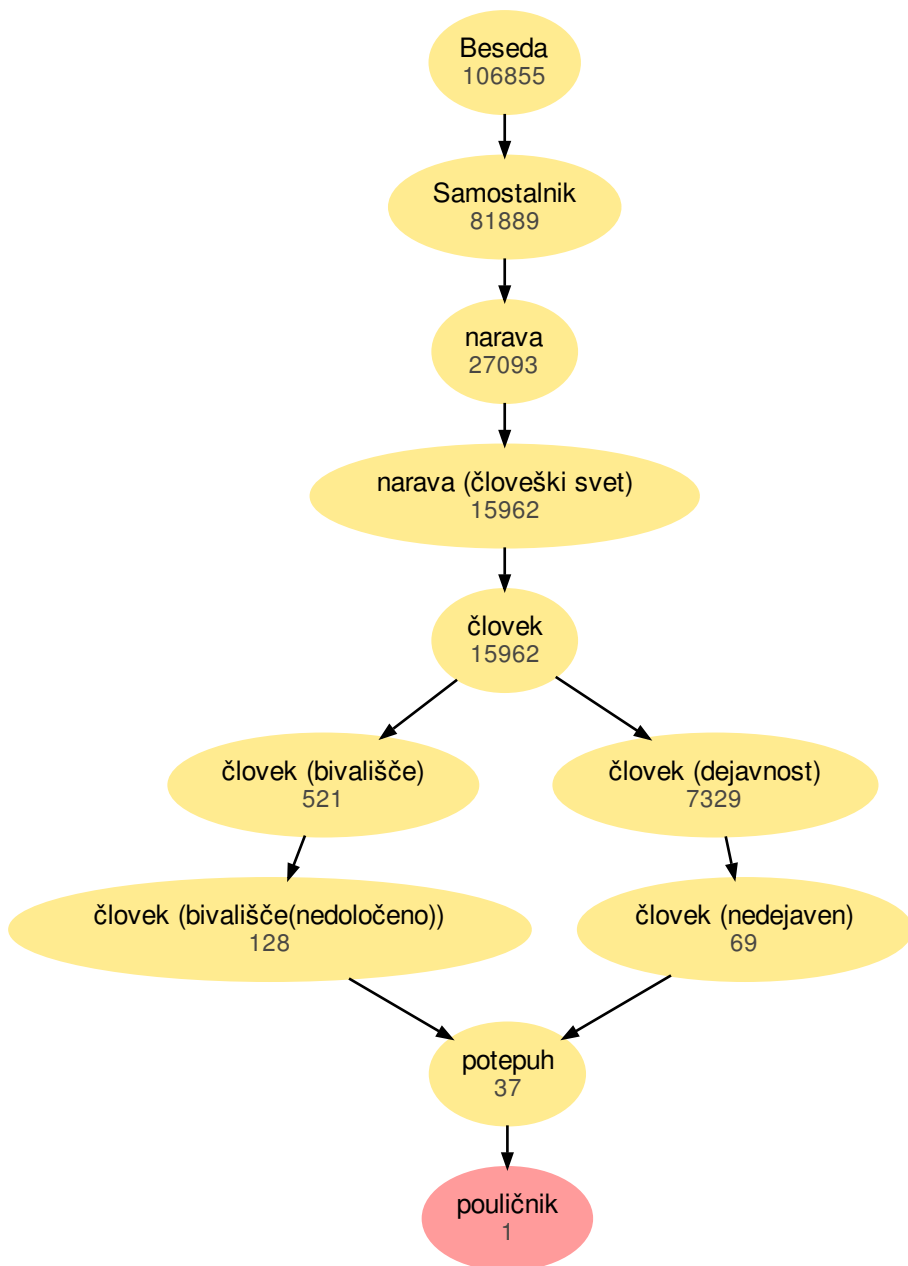 Beseda
106855
Samostalnik
81889
narava
27093
narava (človeški svet)
15962
človek
15962
človek (bivališče)
521
človek (dejavnost)
7329
človek (bivališče(nedoločeno))
128
človek (nedejaven)
69
potepuh
37
pouličnik
1